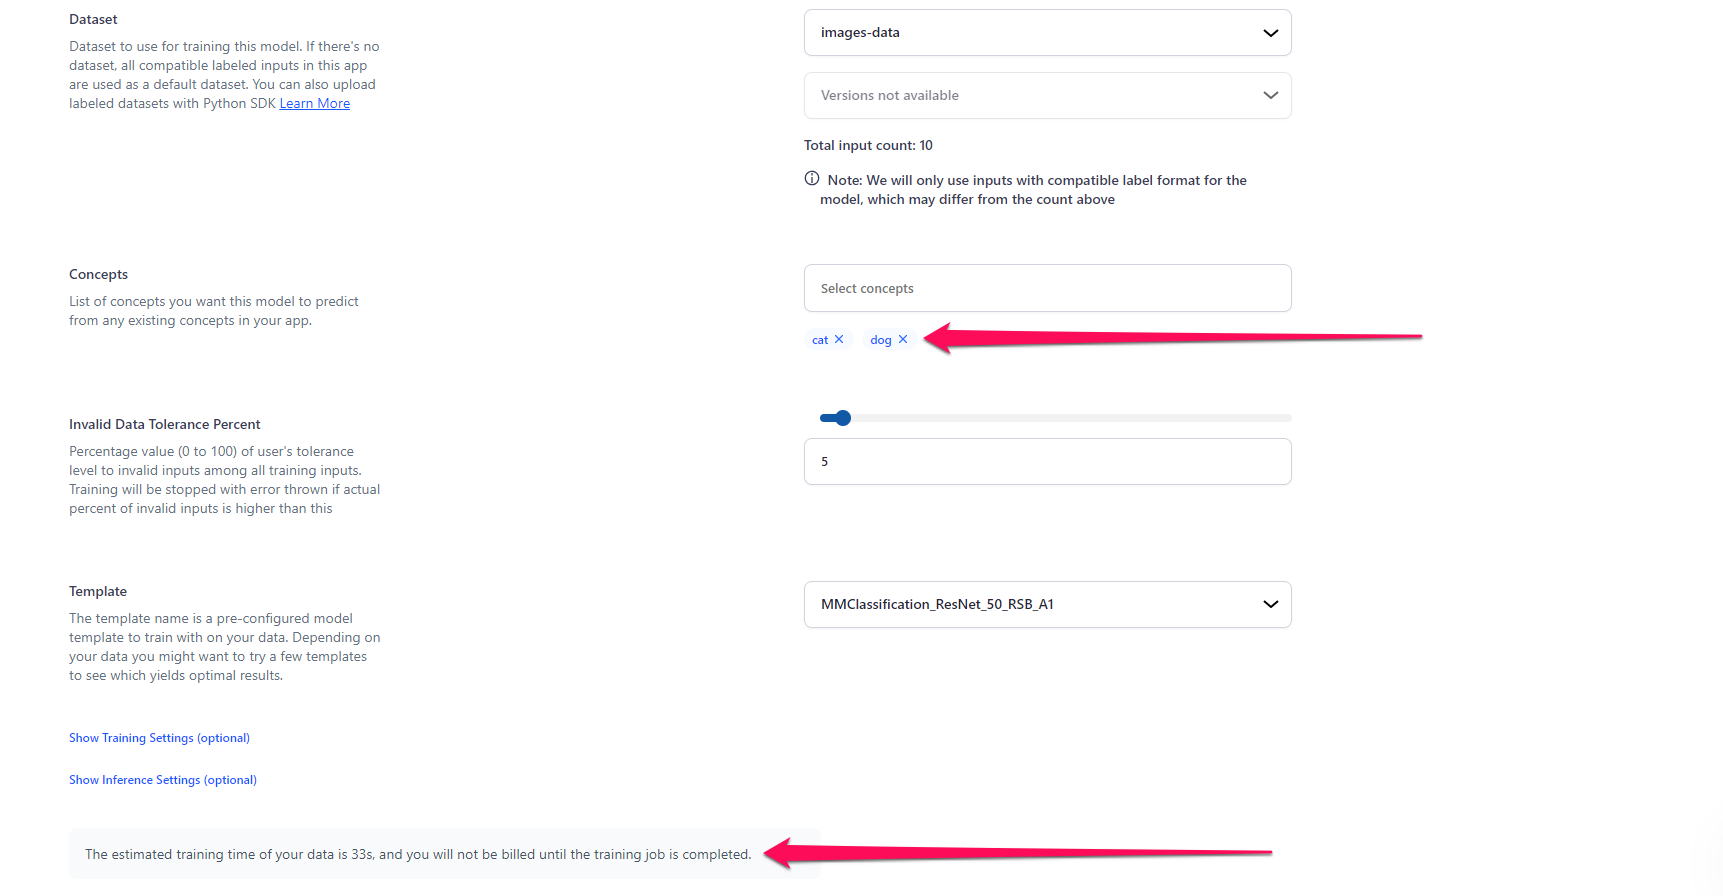 Dataset
Dataset to use for training this model. If there's no
dataset, all compatible labeled inputs in this app
are used as a default dataset. You can also upload
labeled datasets with Python SDK Learn More
images-data
Versions not available
Total input count: 10
Note: We will only use inputs with compatible label format for the
model, which may differ from the count above
Concepts
List of concepts you want this model to predict
from any existing concepts in your app.
Select concepts
cat dog
Invalid Data Tolerance Percent
Percentage value (0 to 100) of user's tolerance
level to invalid inputs among all training inputs.
Training will be stopped with error thrown if actual
percent of invalid inputs is higher than this
5
Template
The template name is a pre-configured model
template to train with on your data. Depending on
your data you might want to try a few templates
to see which yields optimal results.
MMClassification_ResNet_50_RSB_A1
Show Training Settings (optional)
Show Inference Settings (optional)
The estimated training time of your data is 33s, and you will not be billed until the training job is completed.